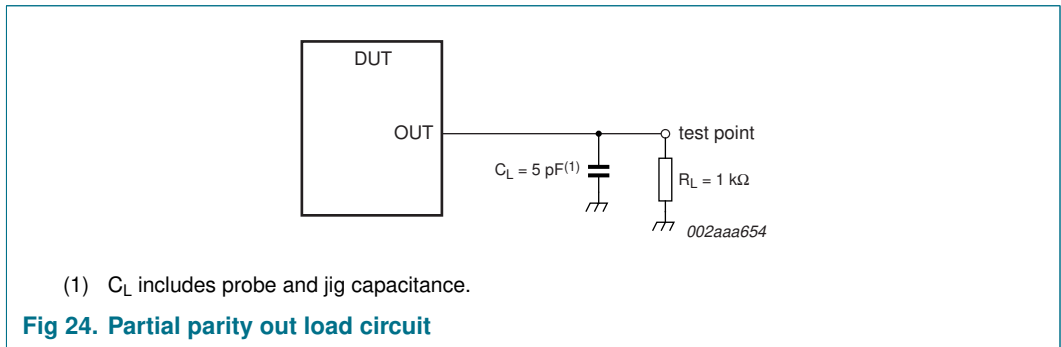 DUT
OUT
test point
C_L = 5 pF(1)
R_L = 1 kΩ
002aaa654
(1) C_L includes probe and jig capacitance.
Fig 24. Partial parity out load circuit